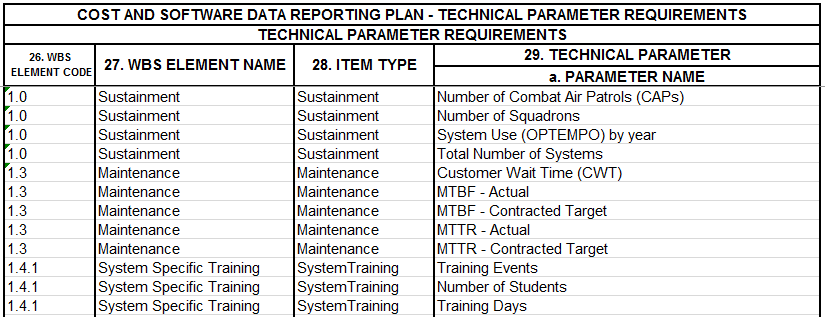 COST AND SOFTWARE DATA REPORTING PLAN - TECHNICAL PARAMETER REQUIREMENTS
TECHNICAL PARAMETER REQUIREMENTS
26. WBS ELEMENT CODE 27. WBS ELEMENT NAME 28. ITEM TYPE 29. TECHNICAL PARAMETER
a. PARAMETER NAME
1.0 Sustainment Sustainment Number of Combat Air Patrols (CAPs)
1.0 Sustainment Sustainment Number of Squadrons
1.0 Sustainment Sustainment System Use (OPTEMPO) by year
1.0 Sustainment Sustainment Total Number of Systems
1.3 Maintenance Maintenance Customer Wait Time (CWT)
1.3 Maintenance Maintenance MTBF - Actual
1.3 Maintenance Maintenance MTBF - Contracted Target
1.3 Maintenance Maintenance MTTR - Actual
1.3 Maintenance Maintenance MTTR - Contracted Target
1.4.1 System Specific Training SystemTraining Training Events
1.4.1 System Specific Training SystemTraining Number of Students
1.4.1 System Specific Training SystemTraining Training Days